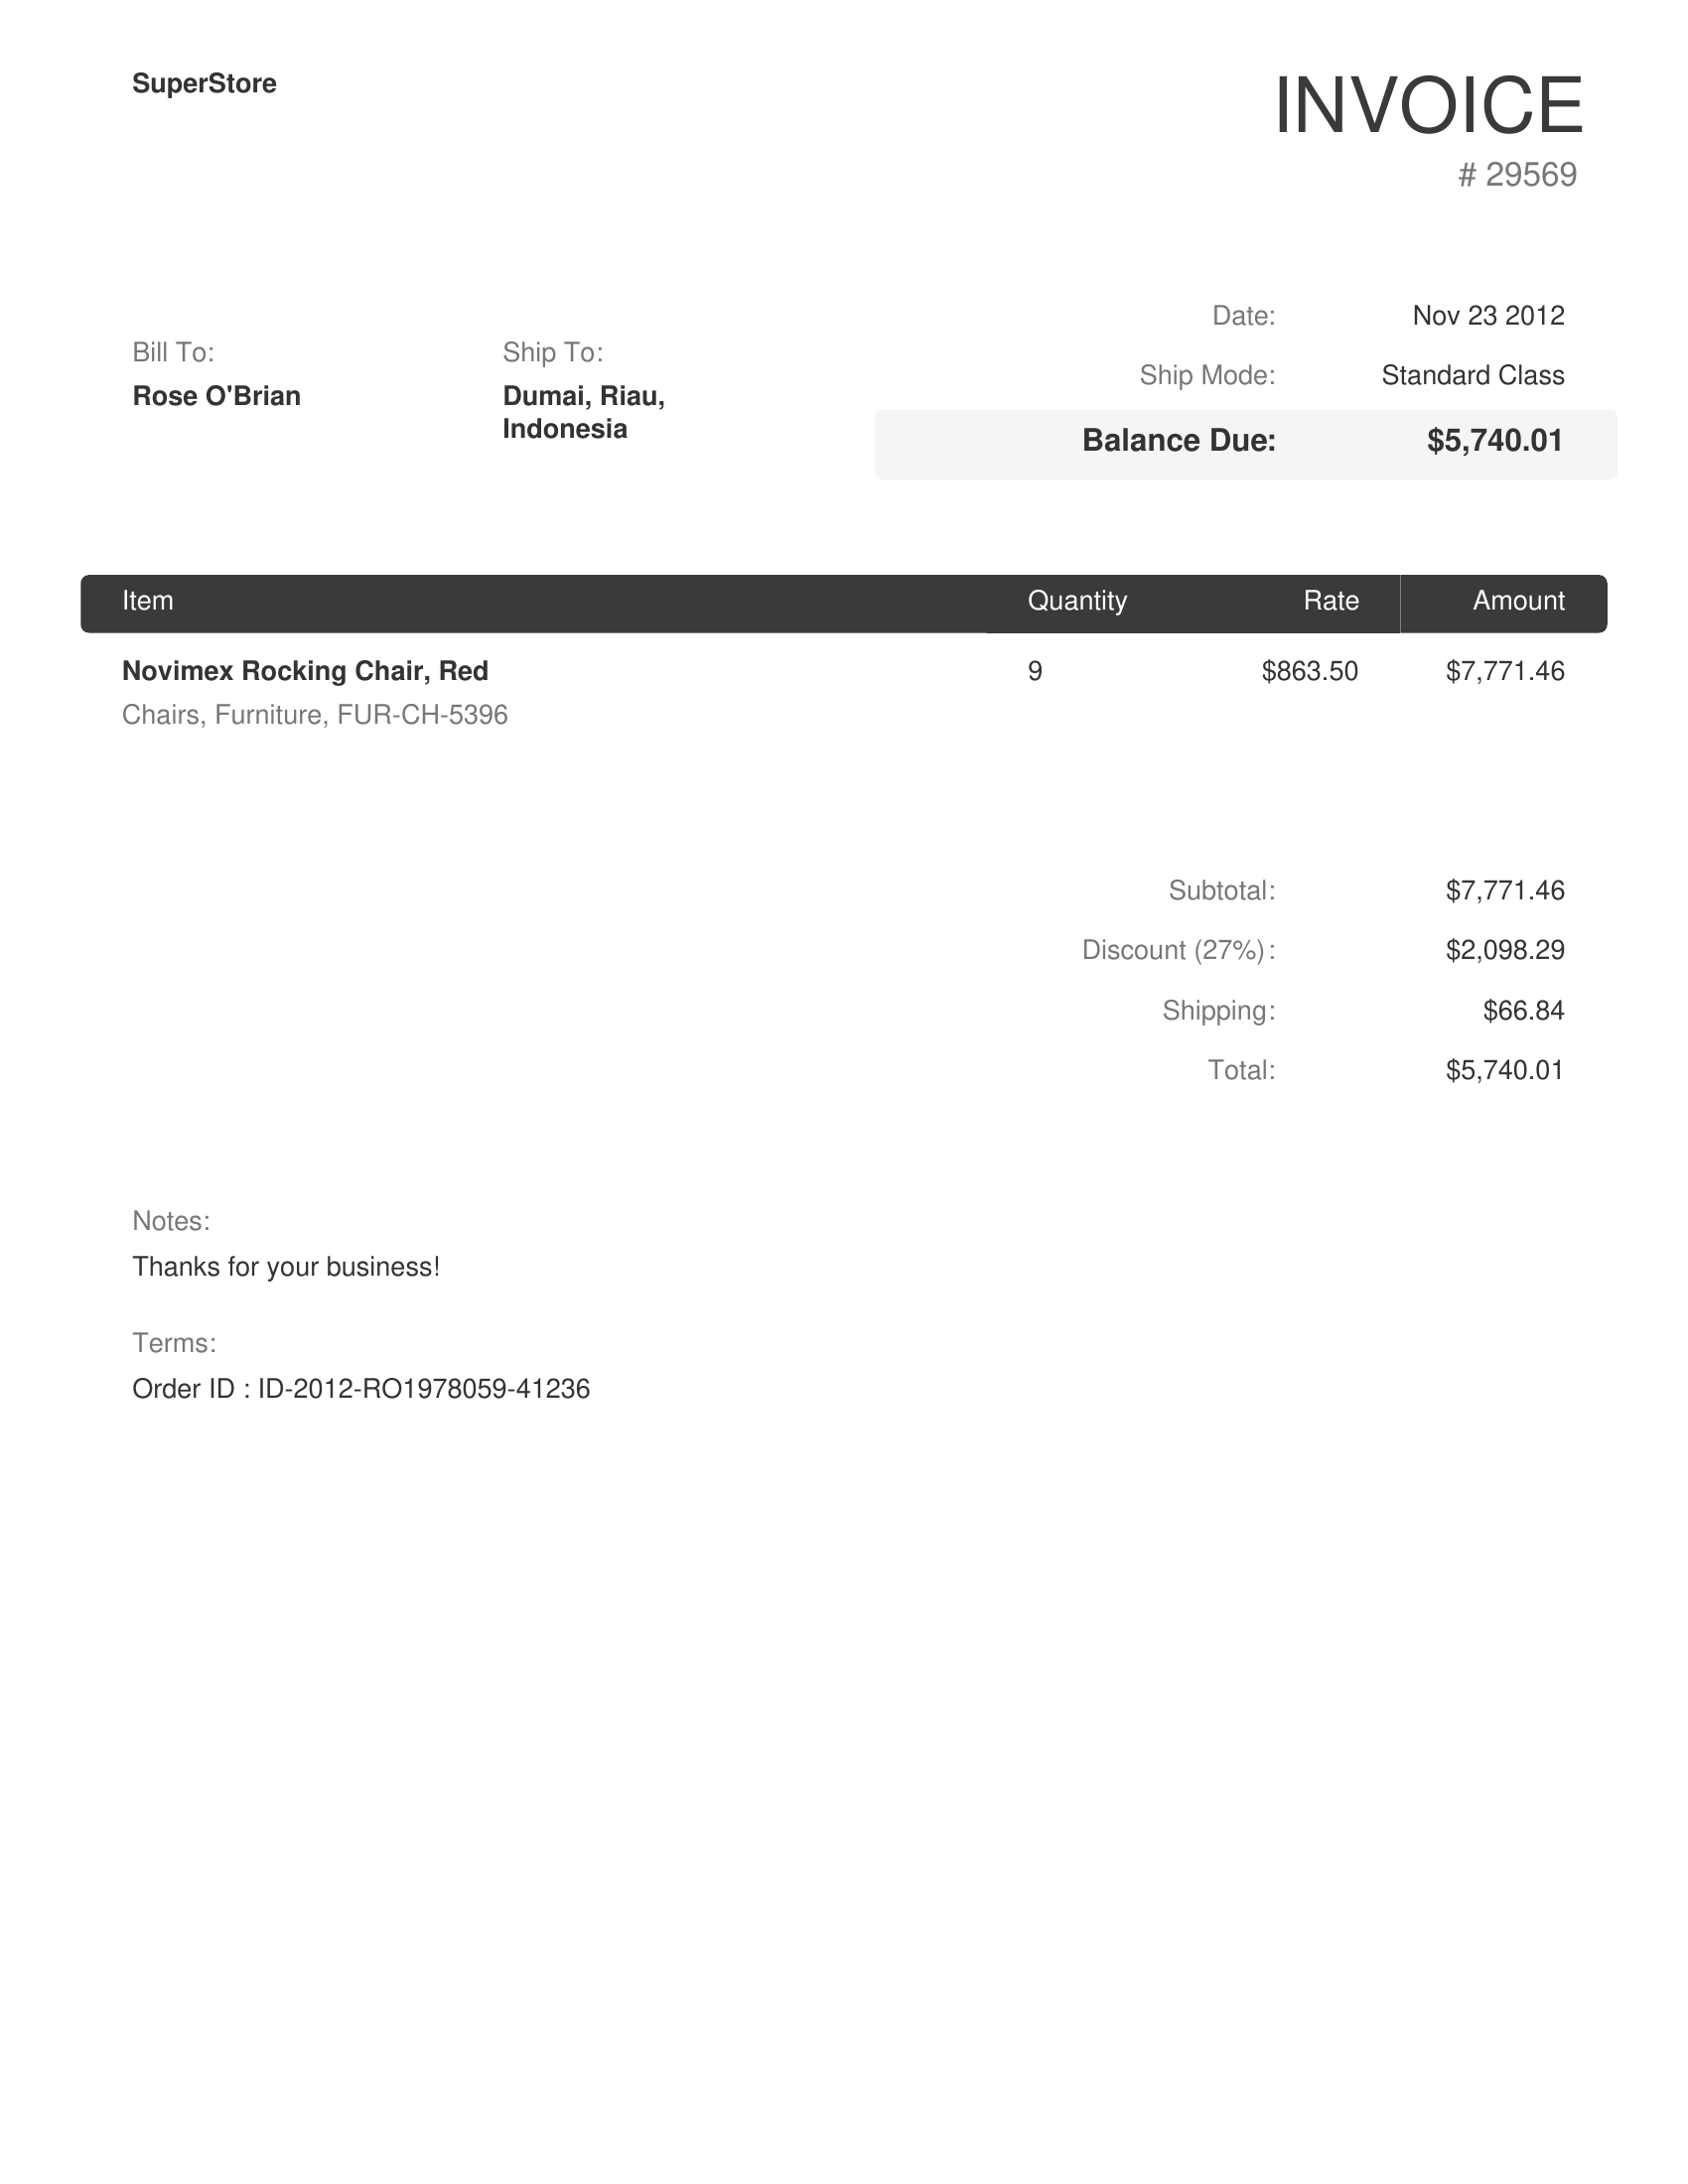 SuperStore
INVOICE
# 29569
Date: Nov 23 2012
Ship Mode: Standard Class
Balance Due: $5,740.01
Bill To:
Rose O'Brian
Ship To:
Dumai, Riau,
Indonesia
Item Quantity Rate Amount
Novimex Rocking Chair, Red 9 $863.50 $7,771.46
Chairs, Furniture, FUR-CH-5396
Subtotal: $7,771.46
Discount (27%): $2,098.29
Shipping: $66.84
Total: $5,740.01
Notes:
Thanks for your business!
Terms:
Order ID : ID-2012-RO1978059-41236